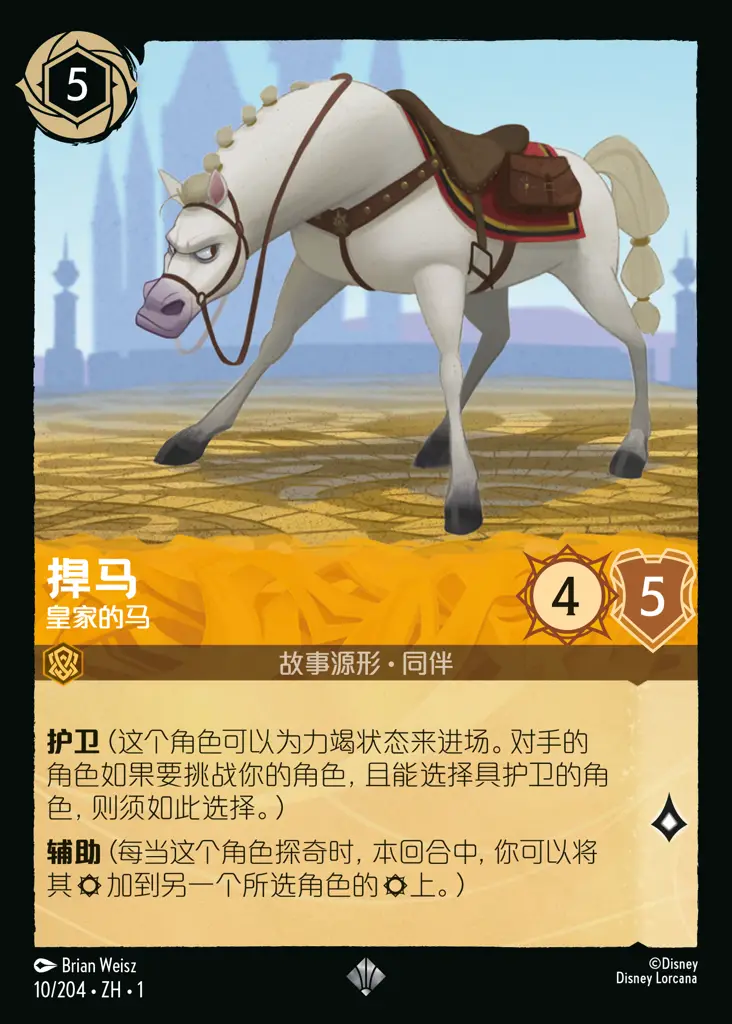 5
捍马
皇家的马
4
5
故事源形 • 同伴
护卫 (这个角色可以为力竭状态来进场。对手的
角色如果要挑战你的角色, 且能选择具护卫的角
色, 则须如此选择。)
辅助 (每当这个角色探奇时, 本回合中, 你可以将
其 加到另一个所选角色的 上。)
Brian Weisz
10/204 • ZH • 1
©Disney
Disney Lorcana